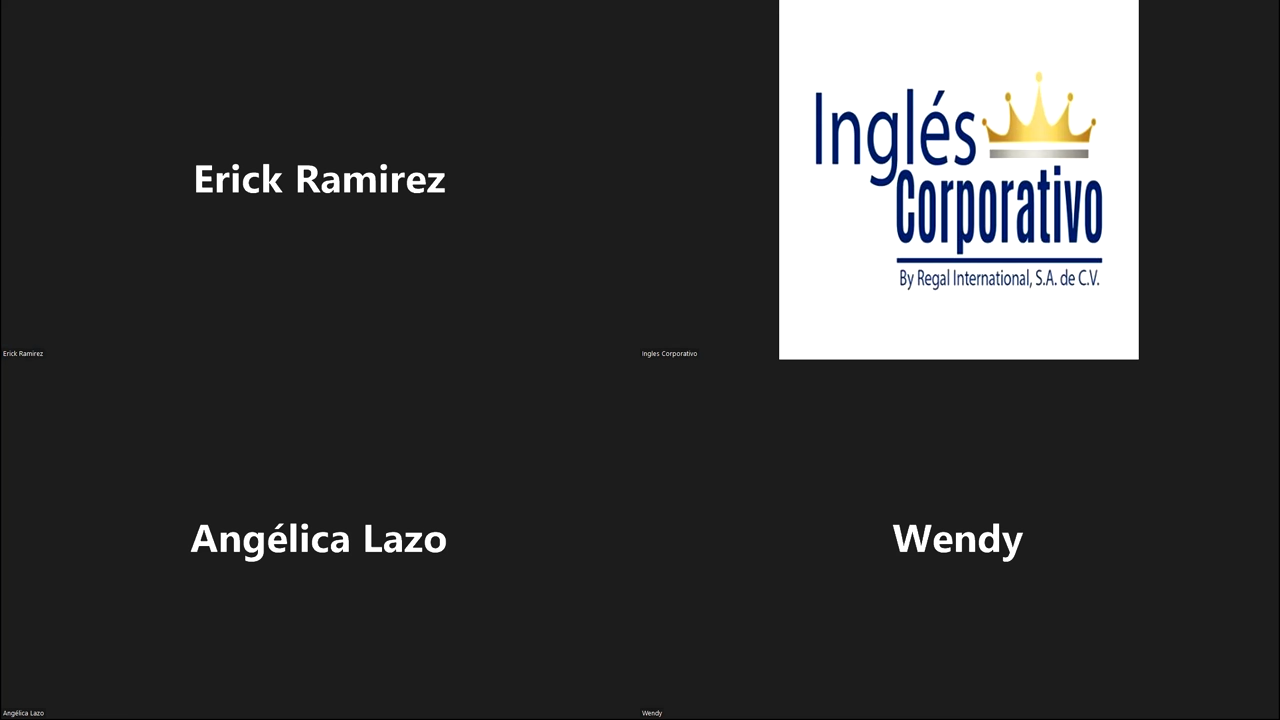 Erick Ramirez
Erick Ramirez
Inglés
Corporativo
By Regal International, S.A. de C.V.
Ingles Corporativo
Angélica Lazo
Angélica Lazo
Wendy
Wendy